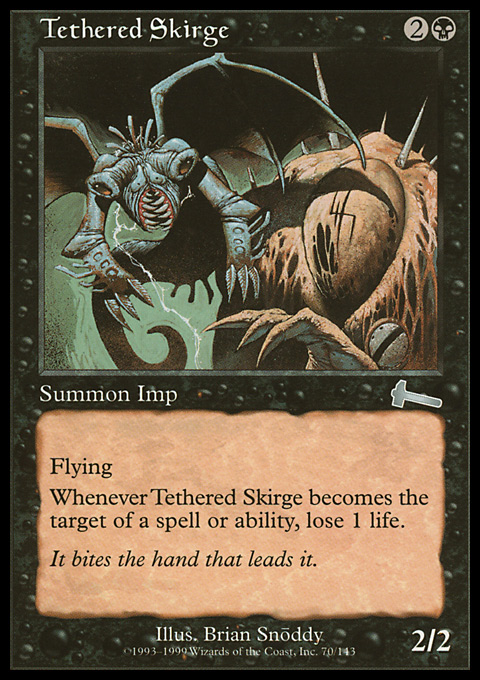 Tethered Skirge 2
Summon Imp
Flying
Whenever Tethered Skirge becomes the
target of a spell or ability, lose 1 life.
It bites the hand that leads it.
Illus. Brian Snōddy
©1993–1999 Wizards of the Coast, Inc. 70/143
2/2